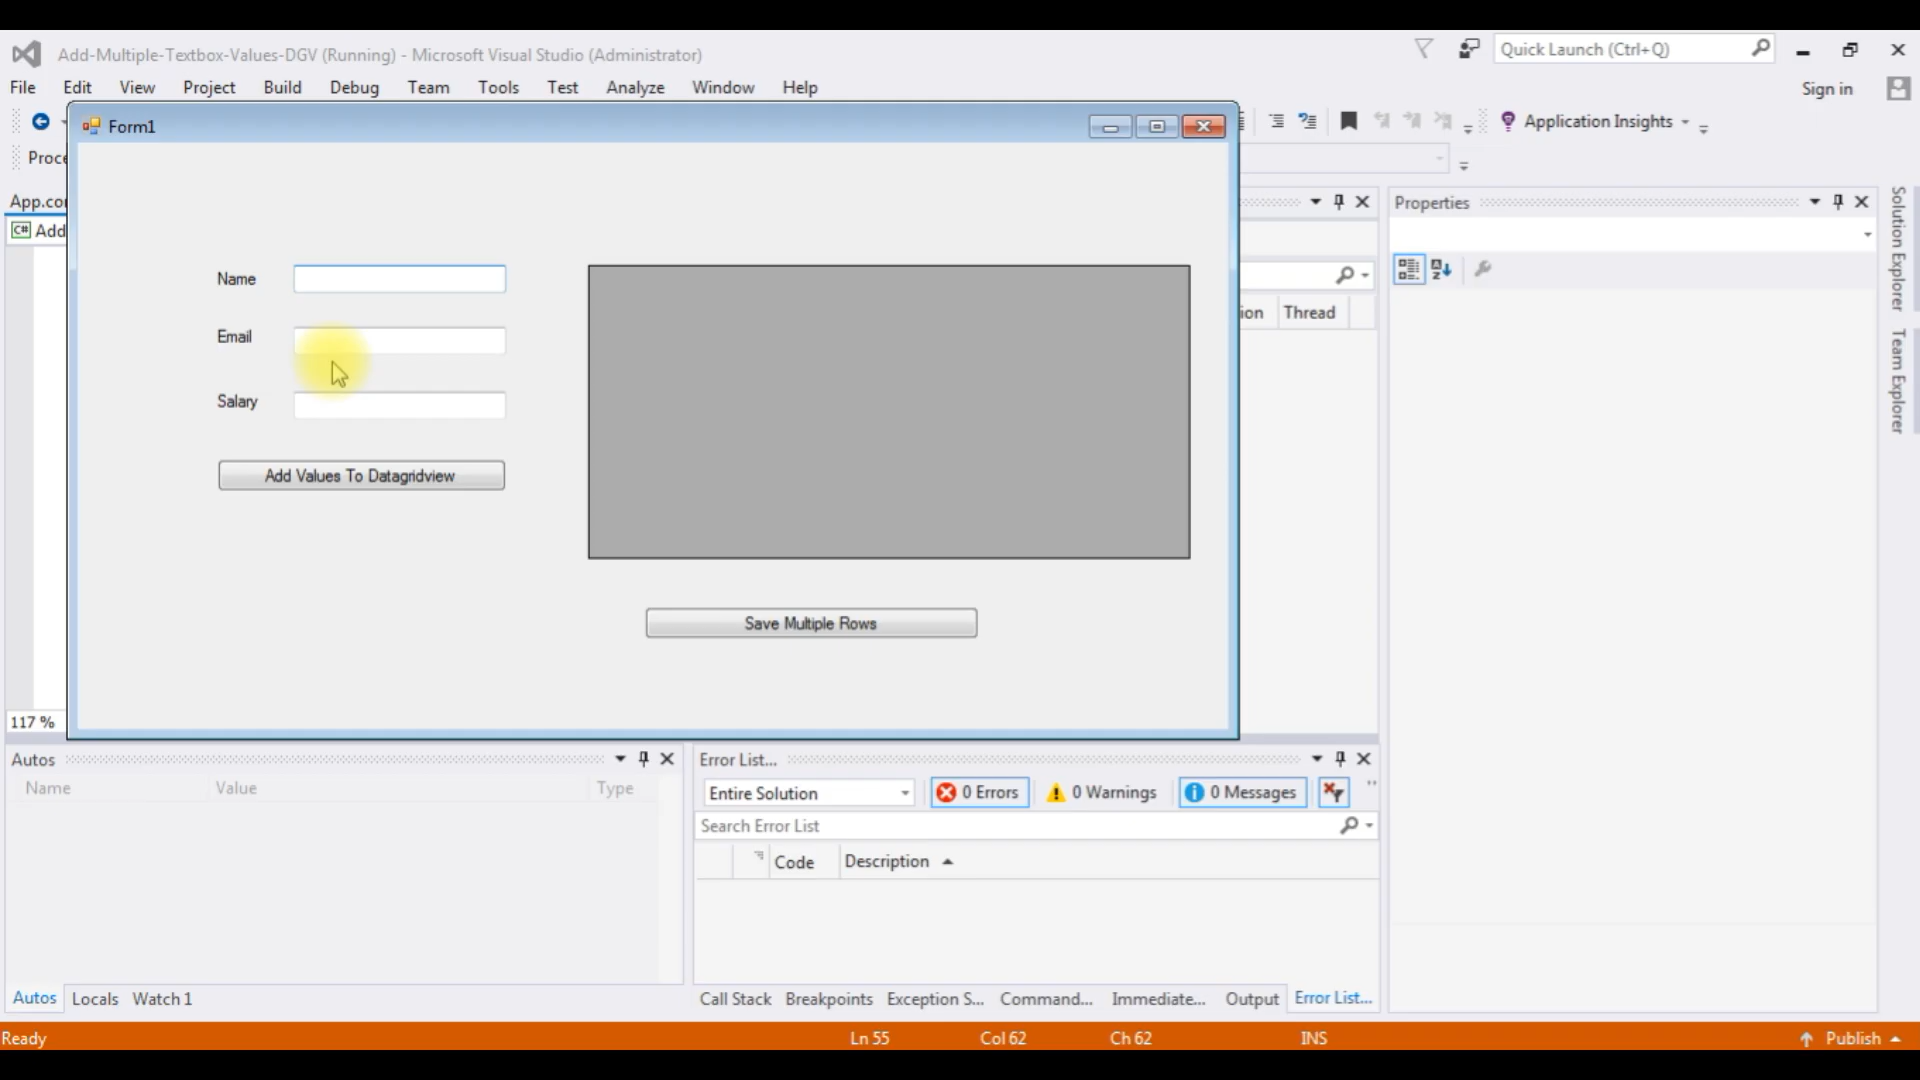 Add-Multiple-Textbox-Values-DGV (Running) - Microsoft Visual Studio (Administrator)
Quick Launch (Ctrl+Q)
File Edit View Project Build Debug Team Tools Test Analyze Window Help
Sign in
Form1
Application Insights
Proce
App.co
Properties
C# Add
Solution Explorer
Team Explorer
Name
Email
Salary
ion Thread
Add Values To Datagridview
Save Multiple Rows
117 %
Autos
Error List...
Name Value Type
Entire Solution
0 Errors
0 Warnings
0 Messages
Search Error List
Code Description
Autos Locals Watch 1
Call Stack Breakpoints Exception S... Command... Immediate... Output Error List...
Ready Ln 55 Col 62 Ch 62 INS Publish